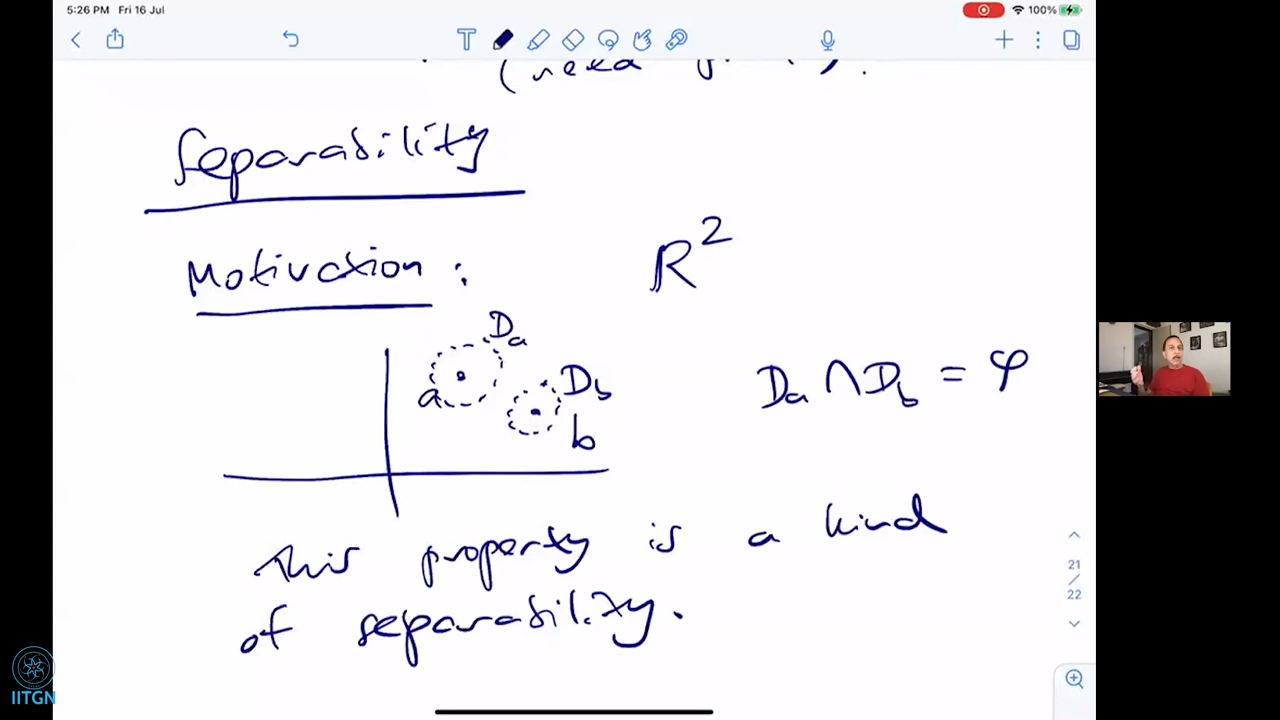 5:26 PM Fri 16 Jul
100%
(need
Separability
Motivation :
R²
Da
a
Db
b
Da ∩ Db = φ
This property is a kind
of separability.
21
/
22
IITGN